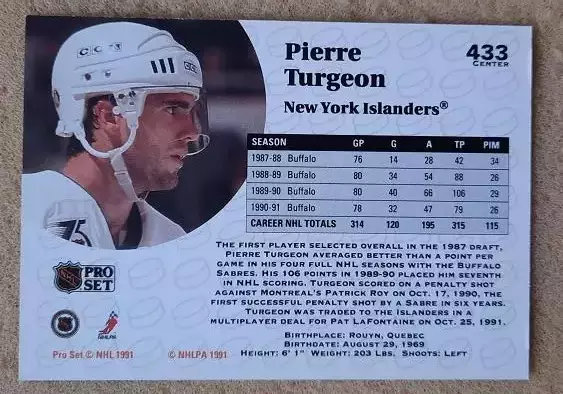 CCM
CCM
75
Pierre
Turgeon
433
CENTER
New York Islanders®
SEASON GP G A TP PIM
1987-88 Buffalo 76 14 28 42 34
1988-89 Buffalo 80 34 54 88 26
1989-90 Buffalo 80 40 66 106 29
1990-91 Buffalo 78 32 47 79 26
CAREER NHL TOTALS 314 120 195 315 115
THE FIRST PLAYER SELECTED OVERALL IN THE 1987 DRAFT,
PIERRE TURGEON AVERAGED BETTER THAN A POINT PER
GAME IN HIS FOUR FULL NHL SEASONS WITH THE BUFFALO
SABRES. HIS 106 POINTS IN 1989-90 PLACED HIM SEVENTH
IN NHL SCORING. TURGEON SCORED ON A PENALTY SHOT
AGAINST MONTREAL'S PATRICK ROY ON OCT. 17, 1990, THE
FIRST SUCCESSFUL PENALTY SHOT BY A SABRE IN SIX YEARS.
TURGEON WAS TRADED TO THE ISLANDERS IN A
MULTIPLAYER DEAL FOR PAT LAFONTAINE ON OCT. 25, 1991.
BIRTHPLACE: ROUYN, QUEBEC
BIRTHDATE: AUGUST 29, 1969
HEIGHT: 6' 1" WEIGHT: 203 LBS. SHOOTS: LEFT
NHL PRO
SET
NHL
NHLPA
Pro Set © NHL 1991 © NHLPA 1991